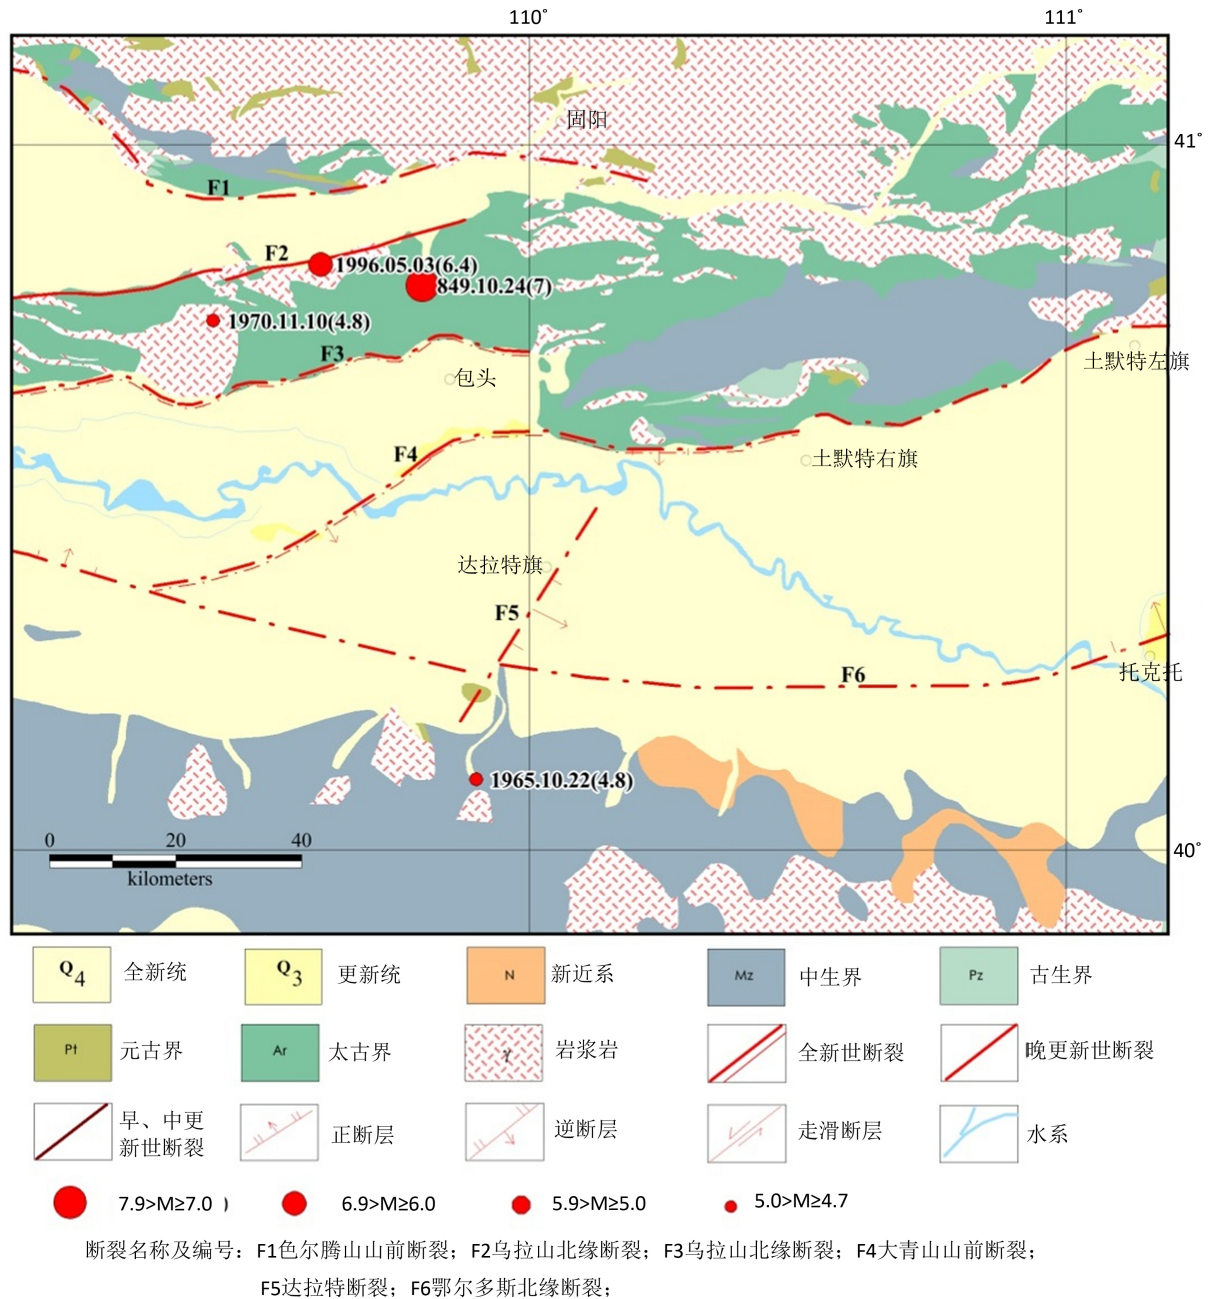 110° 111°
固阳
41°
F1
F2
1996.05.03(6.4)
849.10.24(7)
1970.11.10(4.8)
F3
包头
土默特左旗
F4
土默特右旗
达拉特旗
F5
F6
托克托
1965.10.22(4.8)
0 20 40
kilometers
40°
Q4 全新统 Q3 更新统 N 新近系 Mz 中生界 Pz 古生界
Pt 元古界 Ar 太古界 γ 岩浆岩 全新世断裂 晚更新世断裂
早、中更
新世断裂 正断层 逆断层 走滑断层 水系
7.9>M≥7.0 ) 6.9>M≥6.0 5.9>M≥5.0 5.0>M≥4.7
断裂名称及编号：F1色尔腾山山前断裂；F2乌拉山北缘断裂；F3乌拉山北缘断裂；F4大青山山前断裂；
F5达拉特断裂；F6鄂尔多斯北缘断裂；